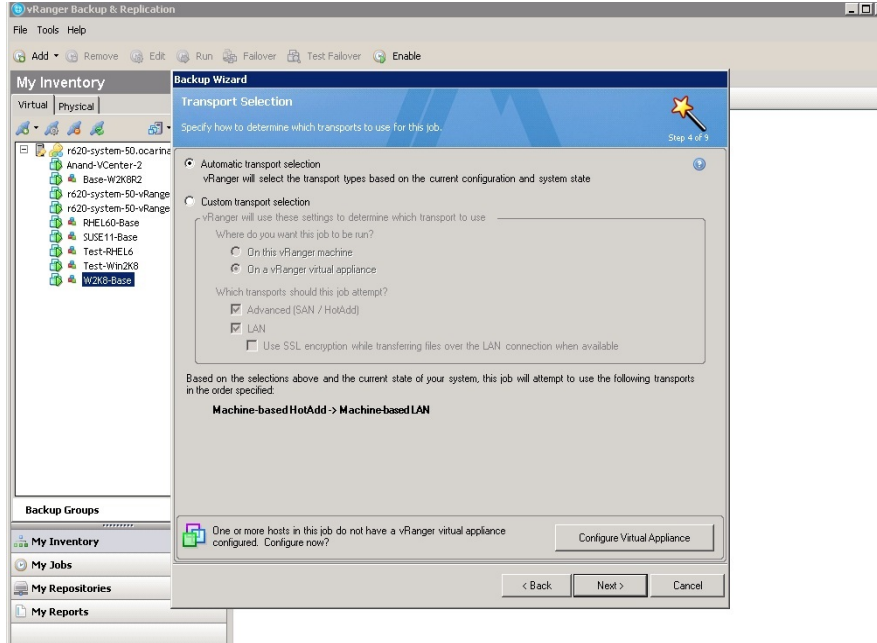 vRanger Backup & Replication
File Tools Help
Add Remove Edit Run Failover Test Failover Enable
My Inventory
Virtual Physical
r620-system-50.ocarina
Anand-VCenter-2
Base-W2K8R2
r620-system-50-vRange
r620-system-50-vRange
RHEL60-Base
SUSE11-Base
Test-RHEL6
Test-Win2K8
W2K8-Base
Backup Groups
My Inventory
My Jobs
My Repositories
My Reports
Backup Wizard
Transport Selection
Specify how to determine which transports to use for this job.
Step 4 of 9
Automatic transport selection
vRanger will select the transport types based on the current configuration and system state
Custom transport selection
vRanger will use these settings to determine which transport to use
Where do you want this job to be run?
On this vRanger machine
On a vRanger virtual appliance
Which transports should this job attempt?
Advanced (SAN / HotAdd)
LAN
Use SSL encryption while transferring files over the LAN connection when available
Based on the selections above and the current state of your system, this job will attempt to use the following transports
in the order specified:
Machine-based HotAdd -> Machine-based LAN
One or more hosts in this job do not have a vRanger virtual appliance
configured. Configure now?
Configure Virtual Appliance
< Back Next > Cancel